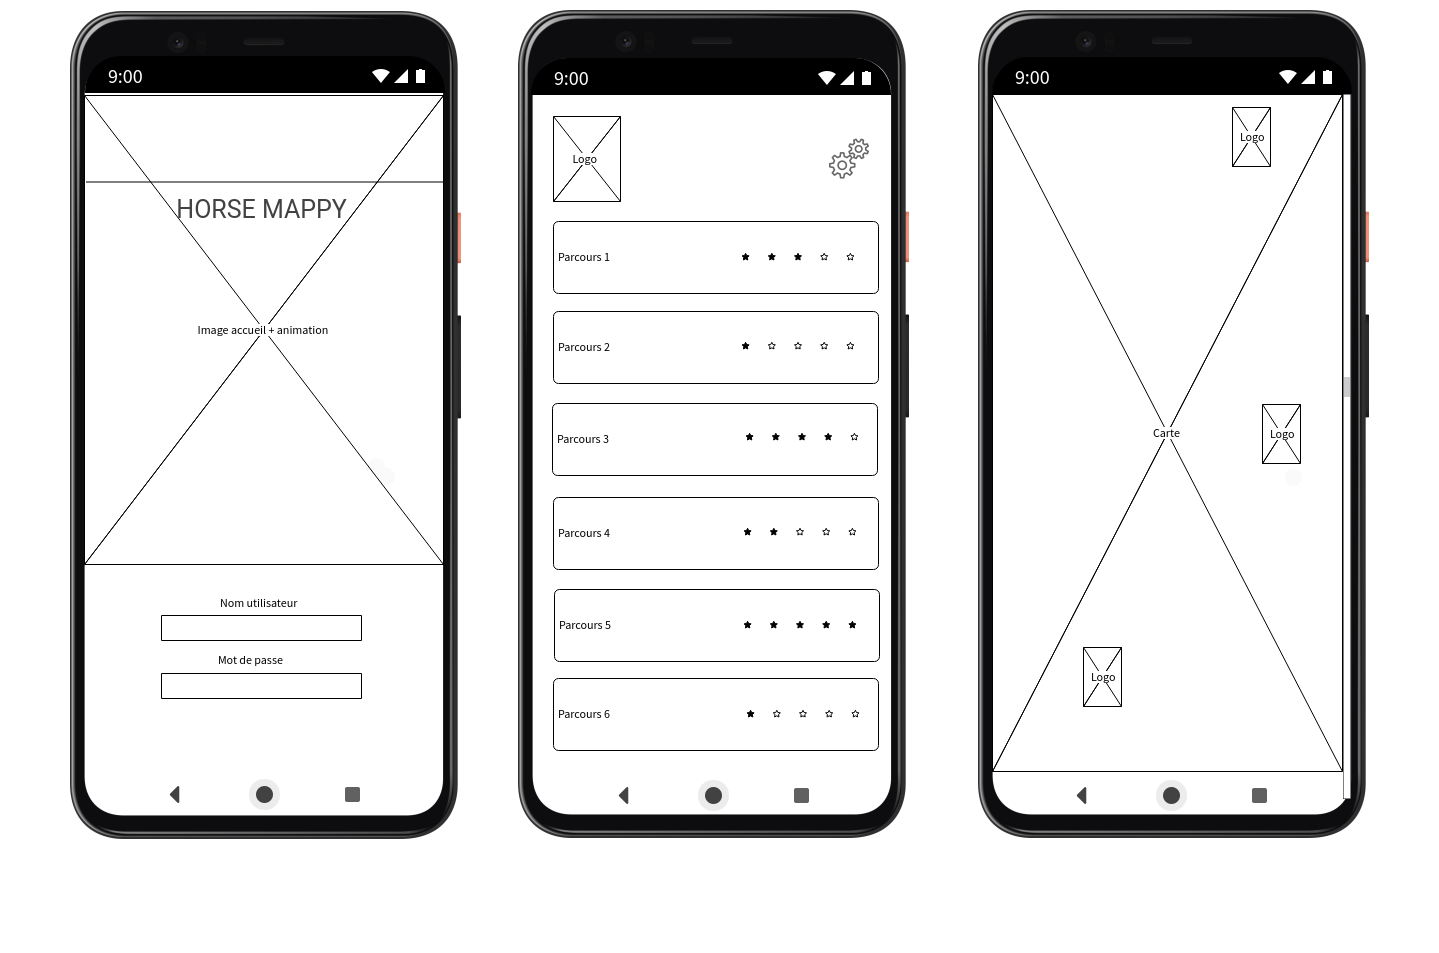 9:00
HORSE MAPPY
Image accueil + animation
Nom utilisateur
Mot de passe
9:00
Logo
Parcours 1
Parcours 2
Parcours 3
Parcours 4
Parcours 5
Parcours 6
9:00
Logo
Carte
Logo
Logo